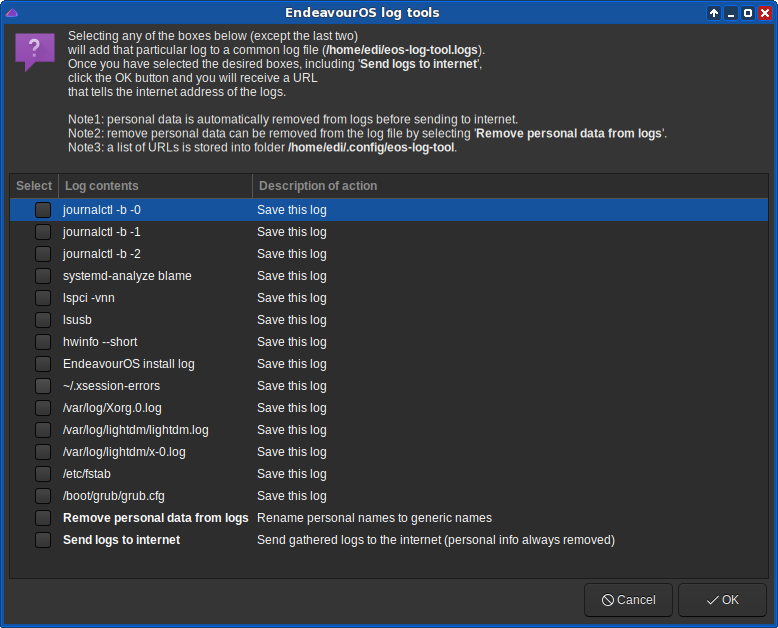 EndeavourOS log tools
Selecting any of the boxes below (except the last two)
will add that particular log to a common log file (/home/edi/eos-log-tool.logs).
Once you have selected the desired boxes, including 'Send logs to internet',
click the OK button and you will receive a URL
that tells the internet address of the logs.
Note1: personal data is automatically removed from logs before sending to internet.
Note2: remove personal data can be removed from the log file by selecting 'Remove personal data from logs'.
Note3: a list of URLs is stored into folder /home/edi/.config/eos-log-tool.
Select Log contents Description of action
journalctl -b -0 Save this log
journalctl -b -1 Save this log
journalctl -b -2 Save this log
systemd-analyze blame Save this log
lspci -vnn Save this log
lsusb Save this log
hwinfo --short Save this log
EndeavourOS install log Save this log
~/.xsession-errors Save this log
/var/log/Xorg.0.log Save this log
/var/log/lightdm/lightdm.log Save this log
/var/log/lightdm/x-0.log Save this log
/etc/fstab Save this log
/boot/grub/grub.cfg Save this log
Remove personal data from logs Rename personal names to generic names
Send logs to internet Send gathered logs to the internet (personal info always removed)
Cancel OK